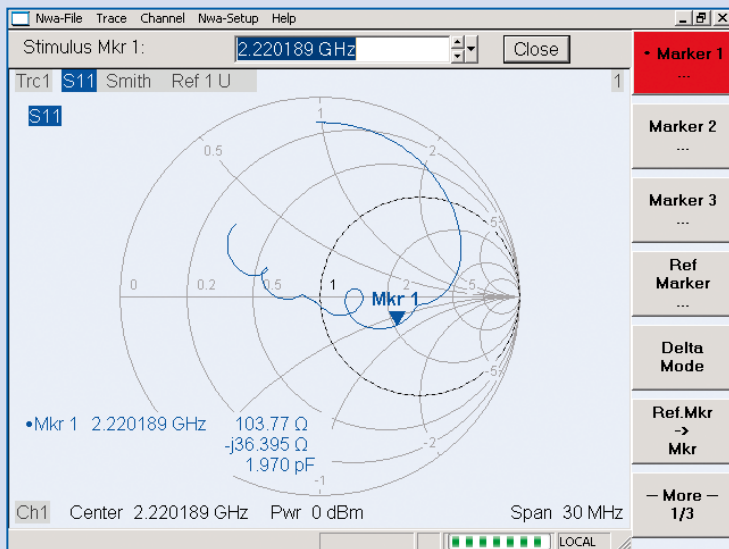 Nwa-File Trace Channel Nwa-Setup Help
Stimulus Mkr 1: 2.220189 GHz Close
Trc1 S11 Smith Ref 1 U 1
S11
1
0.5 2
5
0 0.2 0.5 1 2 5
Mkr 1
-5
•Mkr 1 2.220189 GHz 103.77 Ω
-j36.395 Ω
1.970 pF
-2
-1
Ch1 Center 2.220189 GHz Pwr 0 dBm Span 30 MHz
LOCAL
• Marker 1
...
Marker 2
...
Marker 3
...
Ref
Marker
...
Delta
Mode
Ref.Mkr
->
Mkr
— More —
1/3